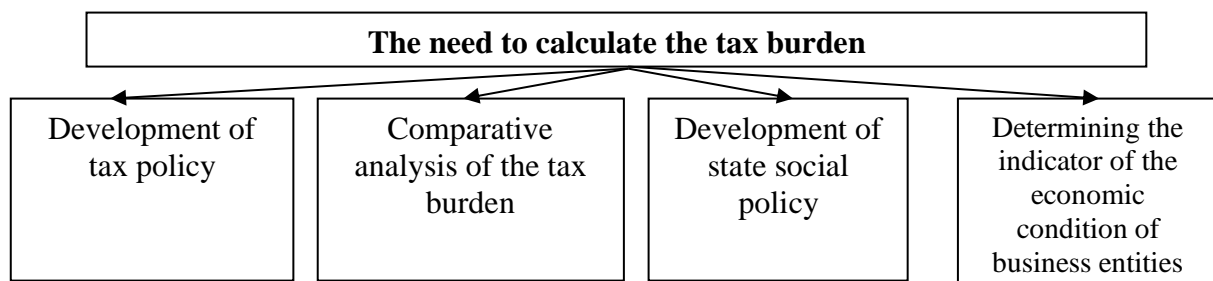 The need to calculate the tax burden
Development of
tax policy
Comparative
analysis of the tax
burden
Development of
state social
policy
Determining the
indicator of the
economic
condition of
business entities